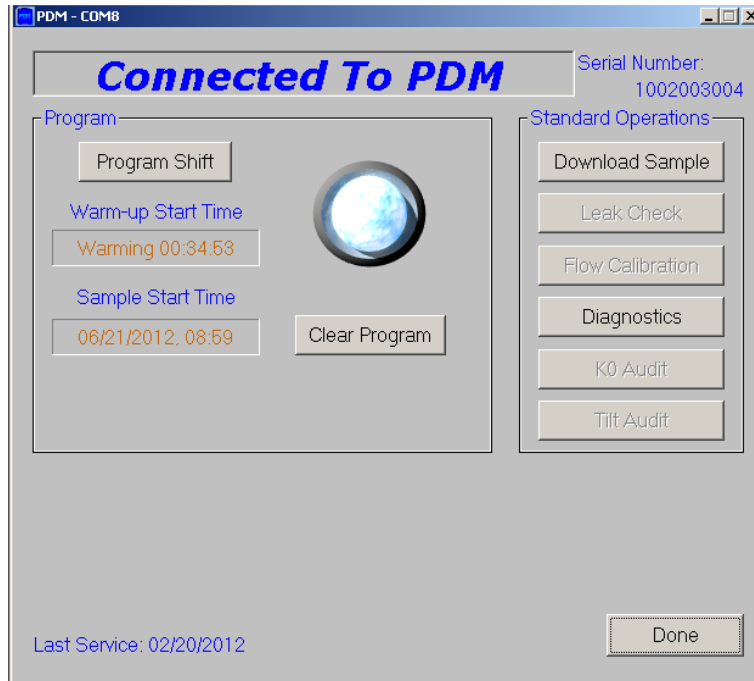 PDM - COM8
Connected To PDM
Serial Number:
1002003004
Program
Program Shift
Warm-up Start Time
Warming 00:34:53
Sample Start Time
06/21/2012, 08:59
Clear Program
Standard Operations
Download Sample
Leak Check
Flow Calibration
Diagnostics
K0 Audit
Tilt Audit
Last Service: 02/20/2012
Done